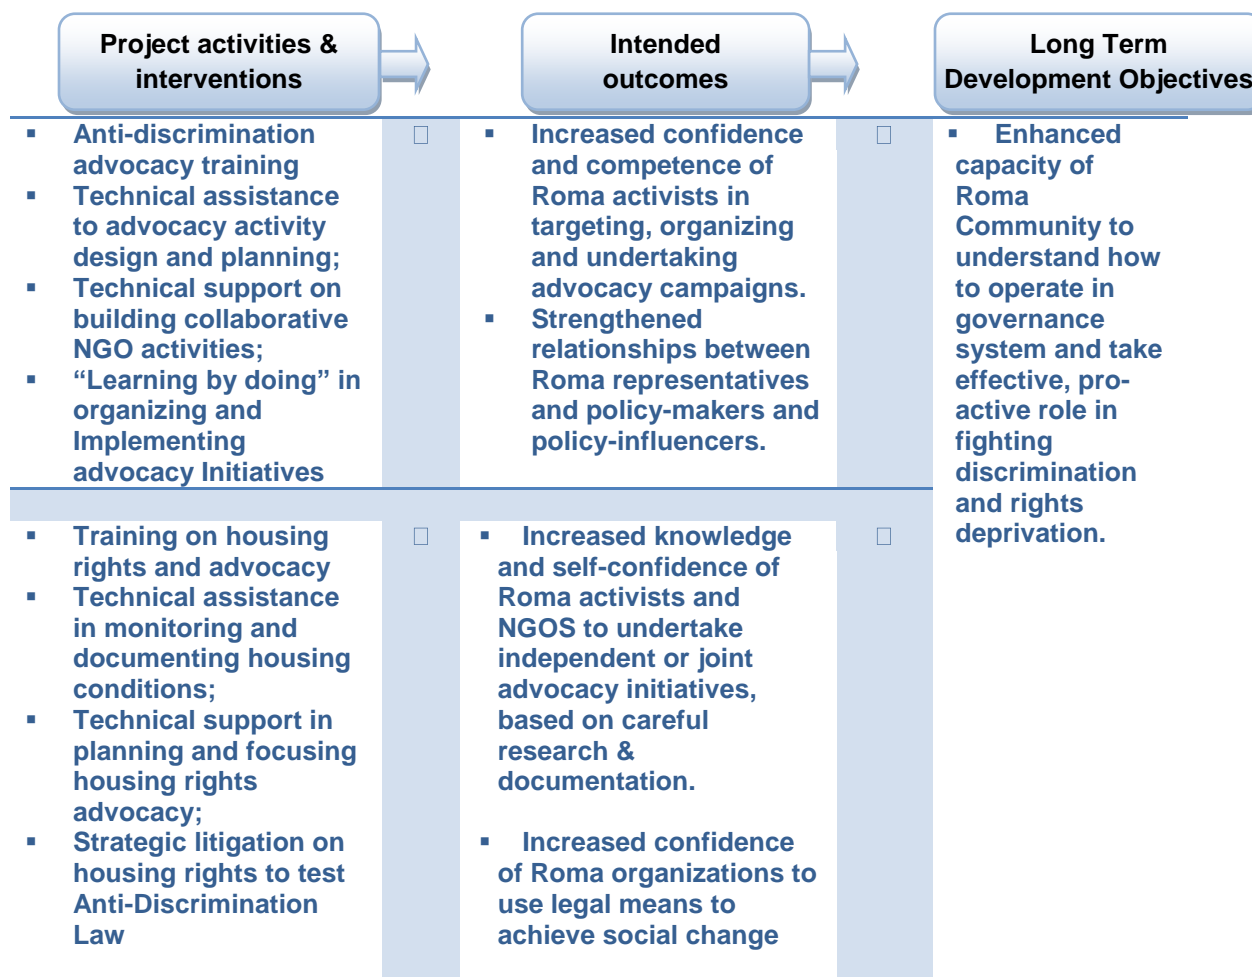 Project activities &
interventions
Intended
outcomes
Long Term
Development Objectives
▪ Anti-discrimination
advocacy training
▪ Technical assistance
to advocacy activity
design and planning;
▪ Technical support on
building collaborative
NGO activities;
▪ “Learning by doing” in
organizing and
Implementing
advocacy Initiatives
▪ Increased confidence
and competence of
Roma activists in
targeting, organizing
and undertaking
advocacy campaigns.
▪ Strengthened
relationships between
Roma representatives
and policy-makers and
policy-influencers.
▪ Enhanced
capacity of
Roma
Community to
understand how
to operate in
governance
system and take
effective, pro-
active role in
fighting
discrimination
and rights
deprivation.
▪ Training on housing
rights and advocacy
▪ Technical assistance
in monitoring and
documenting housing
conditions;
▪ Technical support in
planning and focusing
housing rights
advocacy;
▪ Strategic litigation on
housing rights to test
Anti-Discrimination
Law
▪ Increased knowledge
and self-confidence of
Roma activists and
NGOS to undertake
independent or joint
advocacy initiatives,
based on careful
research &
documentation.
▪ Increased confidence
of Roma organizations to
use legal means to
achieve social change